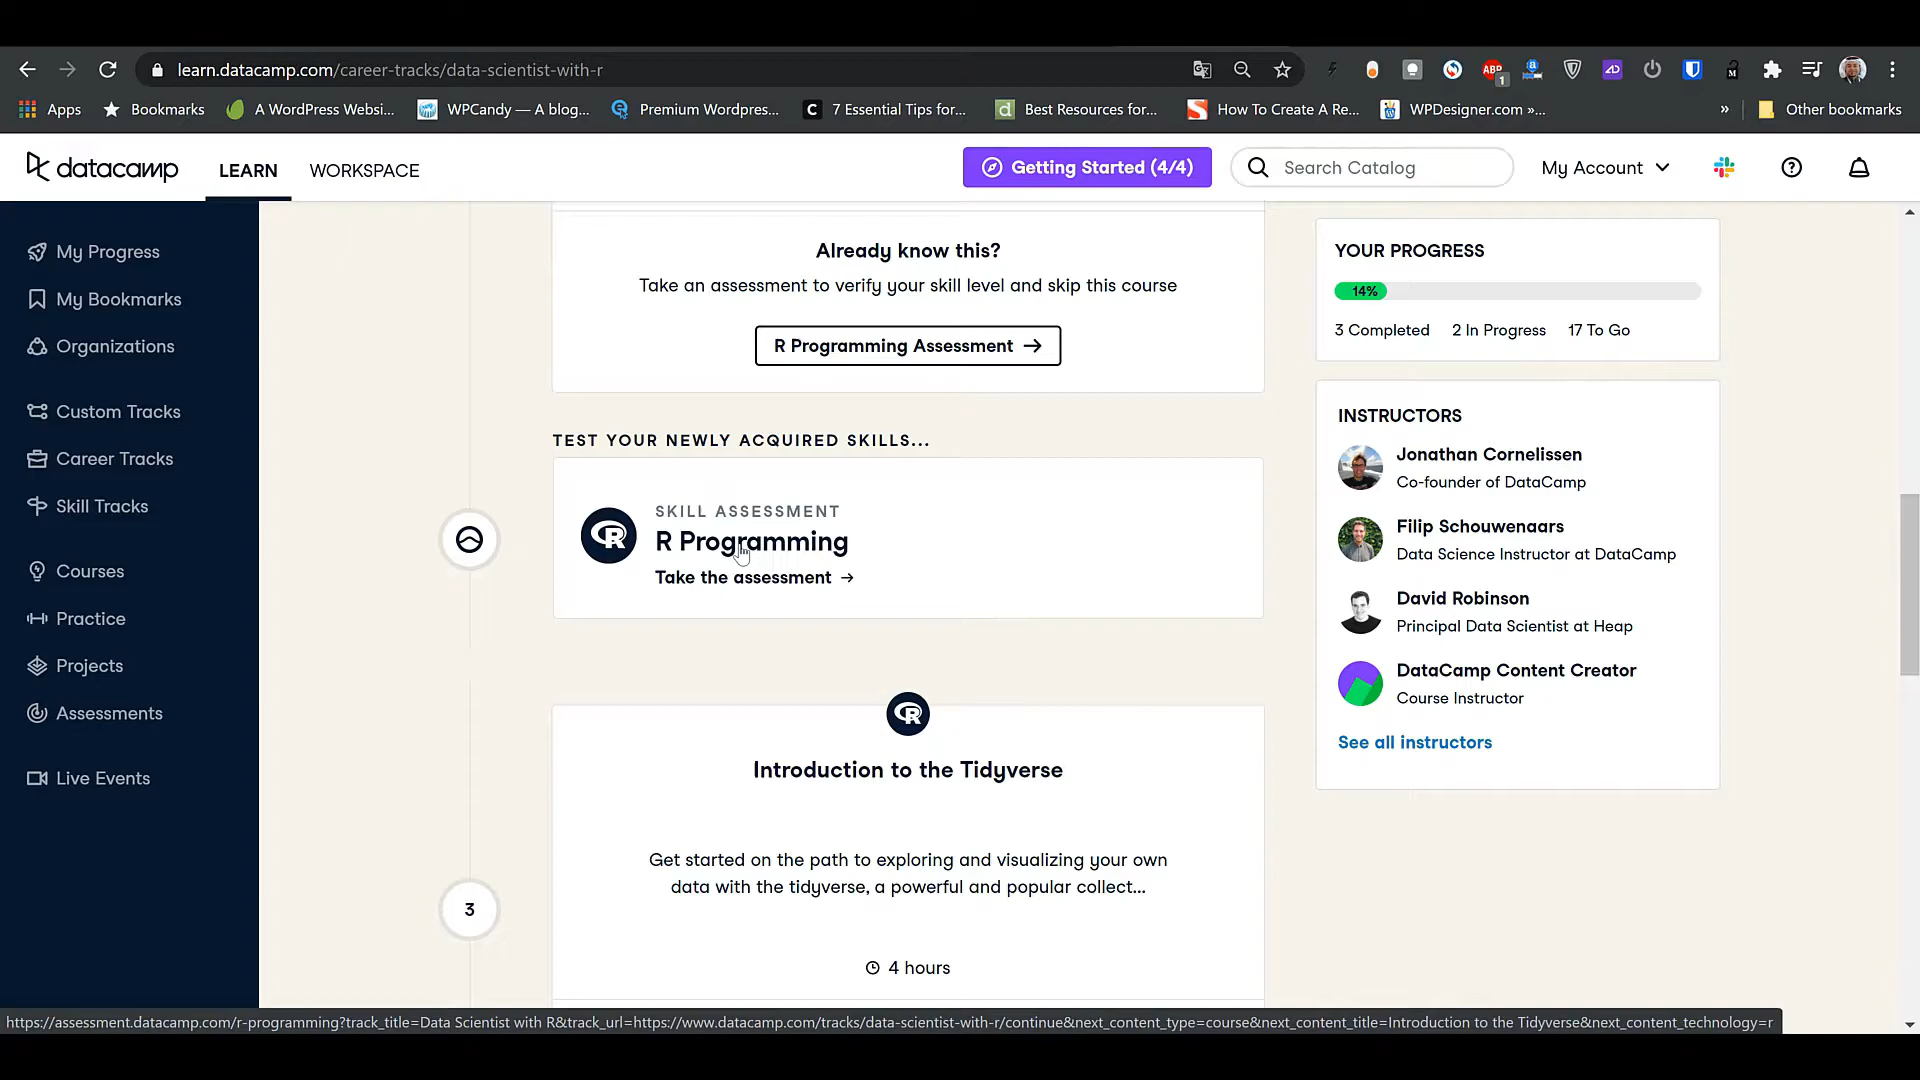 learn.datacamp.com/career-tracks/data-scientist-with-r
ABP
1
Apps
Bookmarks
A WordPress Websi...
WPCandy — A blog...
Premium Wordpres...
7 Essential Tips for...
Best Resources for...
How To Create A Re...
WPDesigner.com »...
»
Other bookmarks
datacamp
LEARN
WORKSPACE
Getting Started (4/4)
Search Catalog
My Account
My Progress
My Bookmarks
Organizations
Custom Tracks
Career Tracks
Skill Tracks
Courses
Practice
Projects
Assessments
Live Events
Already know this?
Take an assessment to verify your skill level and skip this course
R Programming Assessment →
TEST YOUR NEWLY ACQUIRED SKILLS...
SKILL ASSESSMENT
R Programming
Take the assessment →
Introduction to the Tidyverse
Get started on the path to exploring and visualizing your own
data with the tidyverse, a powerful and popular collect...
3
4 hours
YOUR PROGRESS
14%
3 Completed 2 In Progress 17 To Go
INSTRUCTORS
Jonathan Cornelissen
Co-founder of DataCamp
Filip Schouwenaars
Data Science Instructor at DataCamp
David Robinson
Principal Data Scientist at Heap
DataCamp Content Creator
Course Instructor
See all instructors
https://assessment.datacamp.com/r-programming?track_title=Data Scientist with R&track_url=https://www.datacamp.com/tracks/data-scientist-with-r/continue&next_content_type=course&next_content_title=Introduction to the Tidyverse&next_content_technology=r